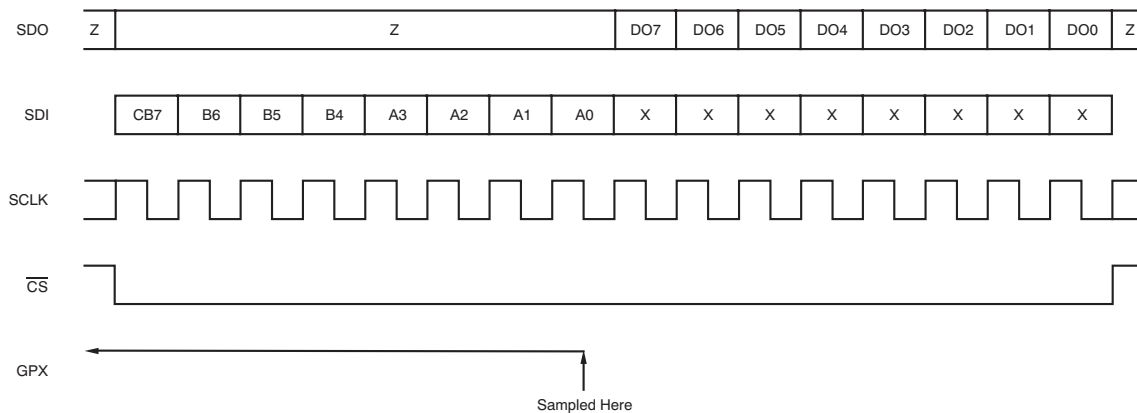 SDO Z Z DO7 DO6 DO5 DO4 DO3 DO2 DO1 DO0 Z
SDI CB7 B6 B5 B4 A3 A2 A1 A0 X X X X X X X X
SCLK
CS
GPX
Sampled Here